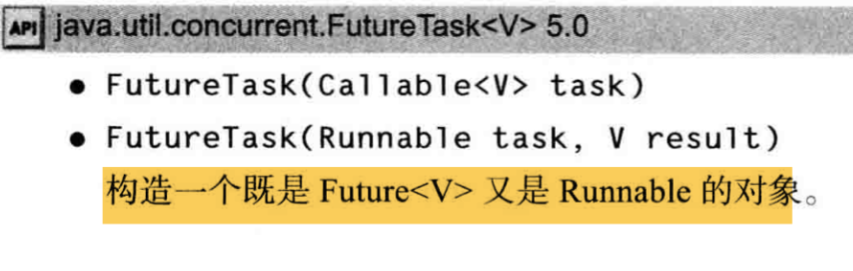 API java.util.concurrent.FutureTask<V> 5.0
● FutureTask(Callable<V> task)
● FutureTask(Runnable task, V result)
构造一个既是 Future<V> 又是 Runnable 的对象。